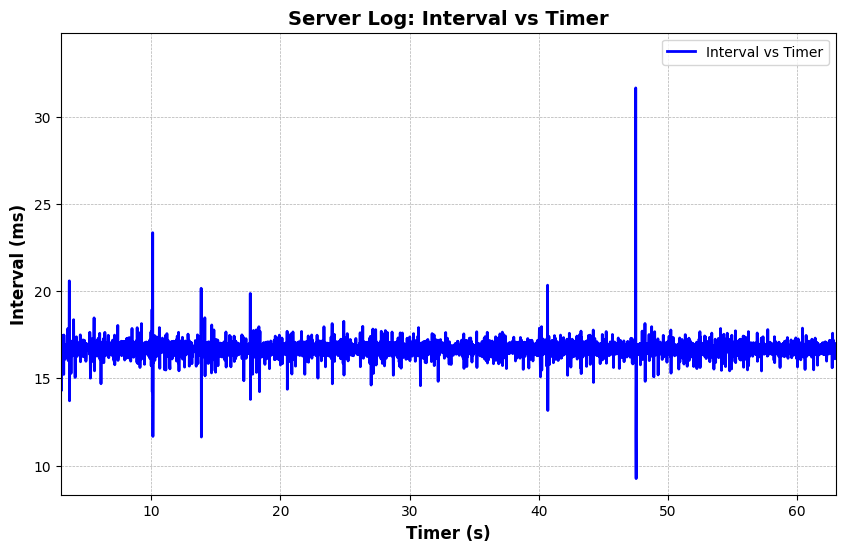 Server Log: Interval vs Timer
Interval vs Timer
Interval (ms)
30
25
20
15
10
10 20 30 40 50 60
Timer (s)